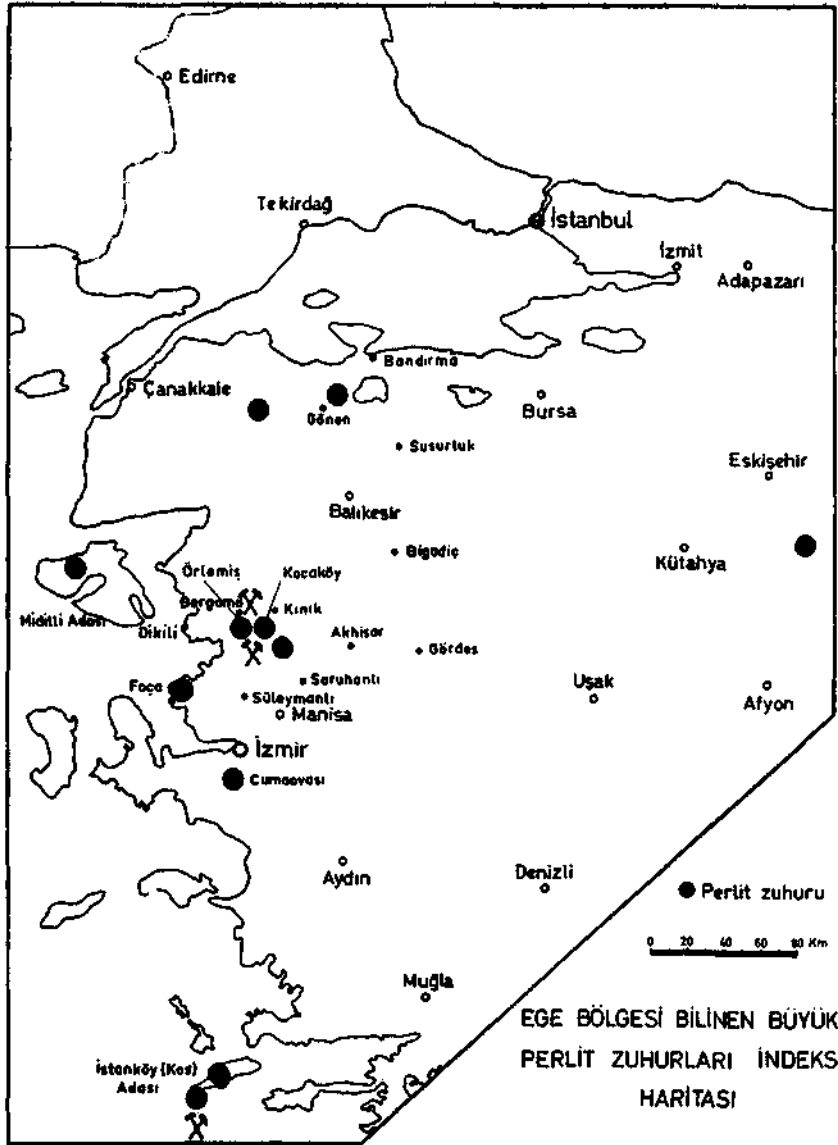 Edirne
Tekirdağ
İstanbul
İzmit
Adapazarı
Bandırma
Çanakkale
Gönen
Bursa
Susurluk
Eskişehir
Balıkesir
Bigadiç
Kütahya
Örlemiş
Kocaköy
Bergama
Kınık
Midilli Adası
Dikili
Akhisar
Gördes
Foça
Saruhanlı
Süleymanlı
Manisa
Uşak
Afyon
İzmir
Cumaovası
Aydın
Denizli
Perlit zuhuru
0 20 40 60 80 Km
Muğla
EGE BÖLGESİ BİLİNEN BÜYÜK
PERLİT ZUHURLARI İNDEKS
HARİTASI
İstanköy (Kos)
Adası